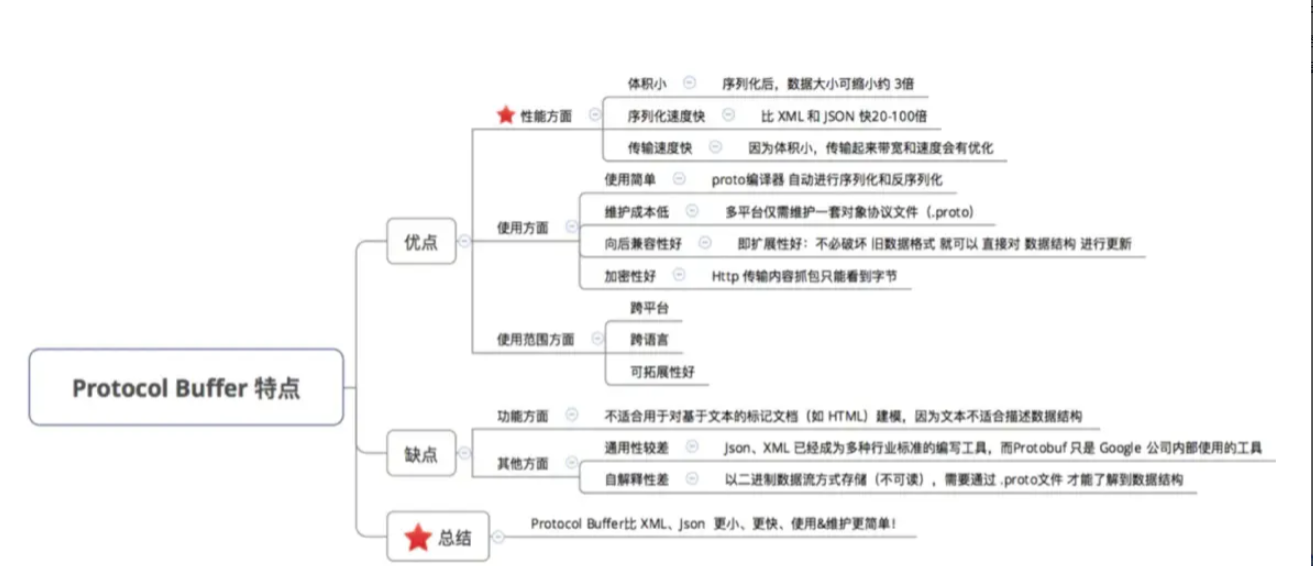 Protocol Buffer 特点
优点
性能方面
体积小
序列化后，数据大小可缩小约 3倍
序列化速度快
比 XML 和 JSON 快20-100倍
传输速度快
因为体积小，传输起来带宽和速度会有优化
使用方面
使用简单
proto编译器 自动进行序列化和反序列化
维护成本低
多平台仅需维护一套对象协议文件（.proto）
向后兼容性好
即扩展性好：不必破坏 旧数据格式 就可以 直接对 数据结构 进行更新
加密性好
Http 传输内容抓包只能看到字节
使用范围方面
跨平台
跨语言
可拓展性好
缺点
功能方面
不适合用于对基于文本的标记文档（如 HTML）建模，因为文本不适合描述数据结构
其他方面
通用性较差
Json、XML 已经成为多种行业标准的编写工具，而Protobuf 只是 Google 公司内部使用的工具
自解释性差
以二进制数据流方式存储（不可读），需要通过 .proto文件 才能了解到数据结构
总结
Protocol Buffer比 XML、Json 更小、更快、使用&维护更简单！